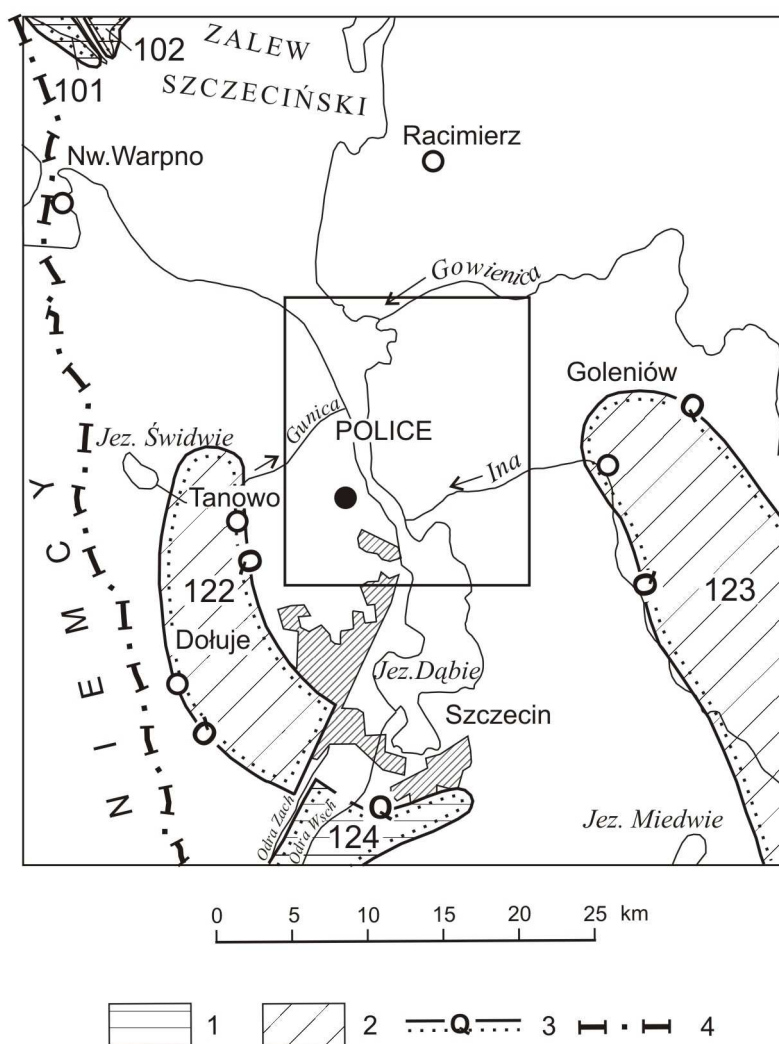 102
ZALEW
101
SZCZECIŃSKI
Racimierz
Nw.Warpno
Gowienica
Goleniów
Q
Gunica
POLICE
Jez. Świdwie
Ina
Tanowo
Q
Q
122
123
NIEMCY
Dołuje
Jez.Dąbie
Szczecin
Q
Q
Odra Zach
Odra Wsch
124
Jez. Miedwie
0 5 10 15 20 25 km
1 2 Q 3 4